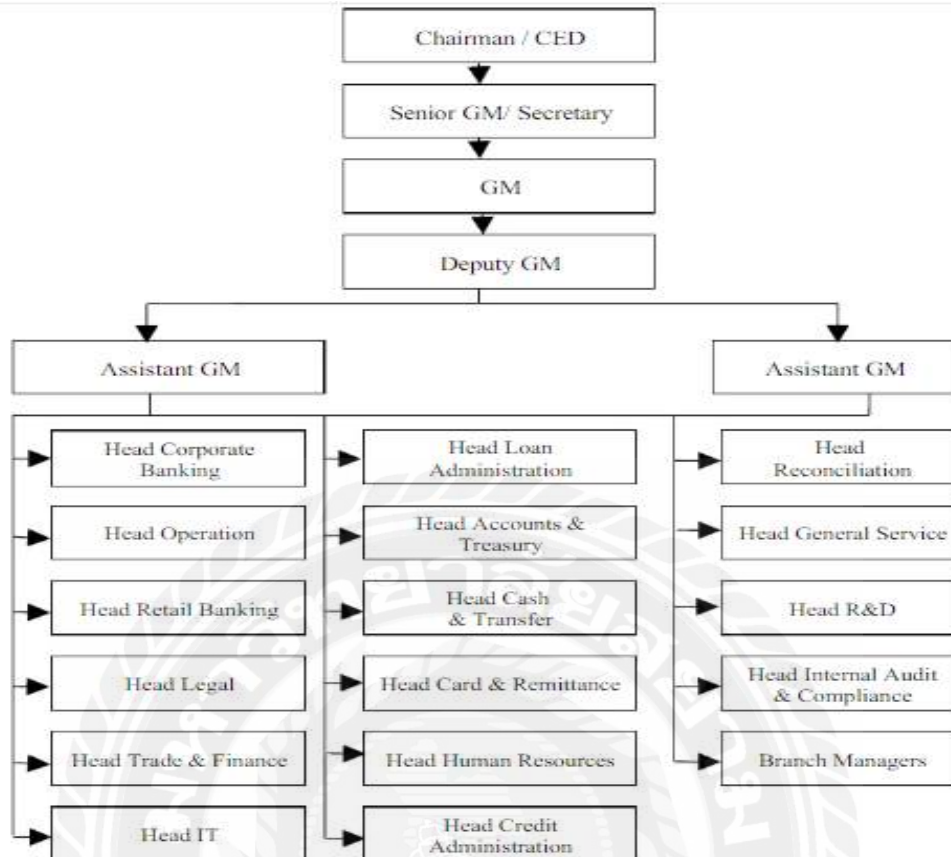 Chairman / CED
Senior GM/ Secretary
GM
Deputy GM
Assistant GM
Assistant GM
Head Corporate
Banking
Head Operation
Head Retail Banking
Head Legal
Head Trade & Finance
Head IT
Head Loan
Administration
Head Accounts &
Treasury
Head Cash
& Transfer
Head Card & Remittance
Head Human Resources
Head Credit
Administration
Head
Reconciliation
Head General Service
Head R&D
Head Internal Audit
& Compliance
Branch Managers